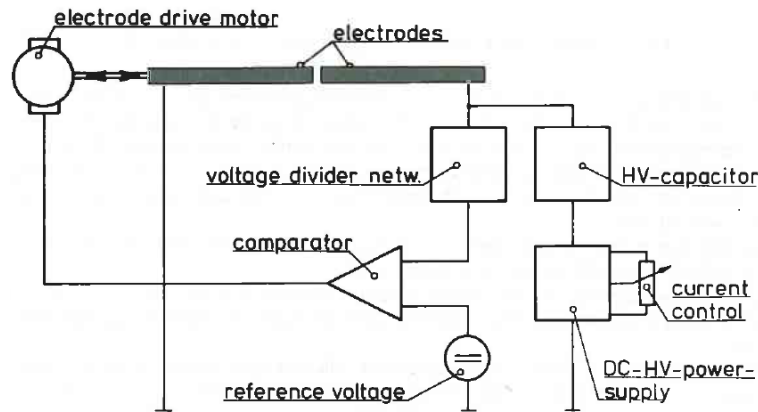 electrode drive motor
electrodes
voltage divider netw.
HV-capacitor
comparator
current
control
reference voltage
DC-HV-power-
supply